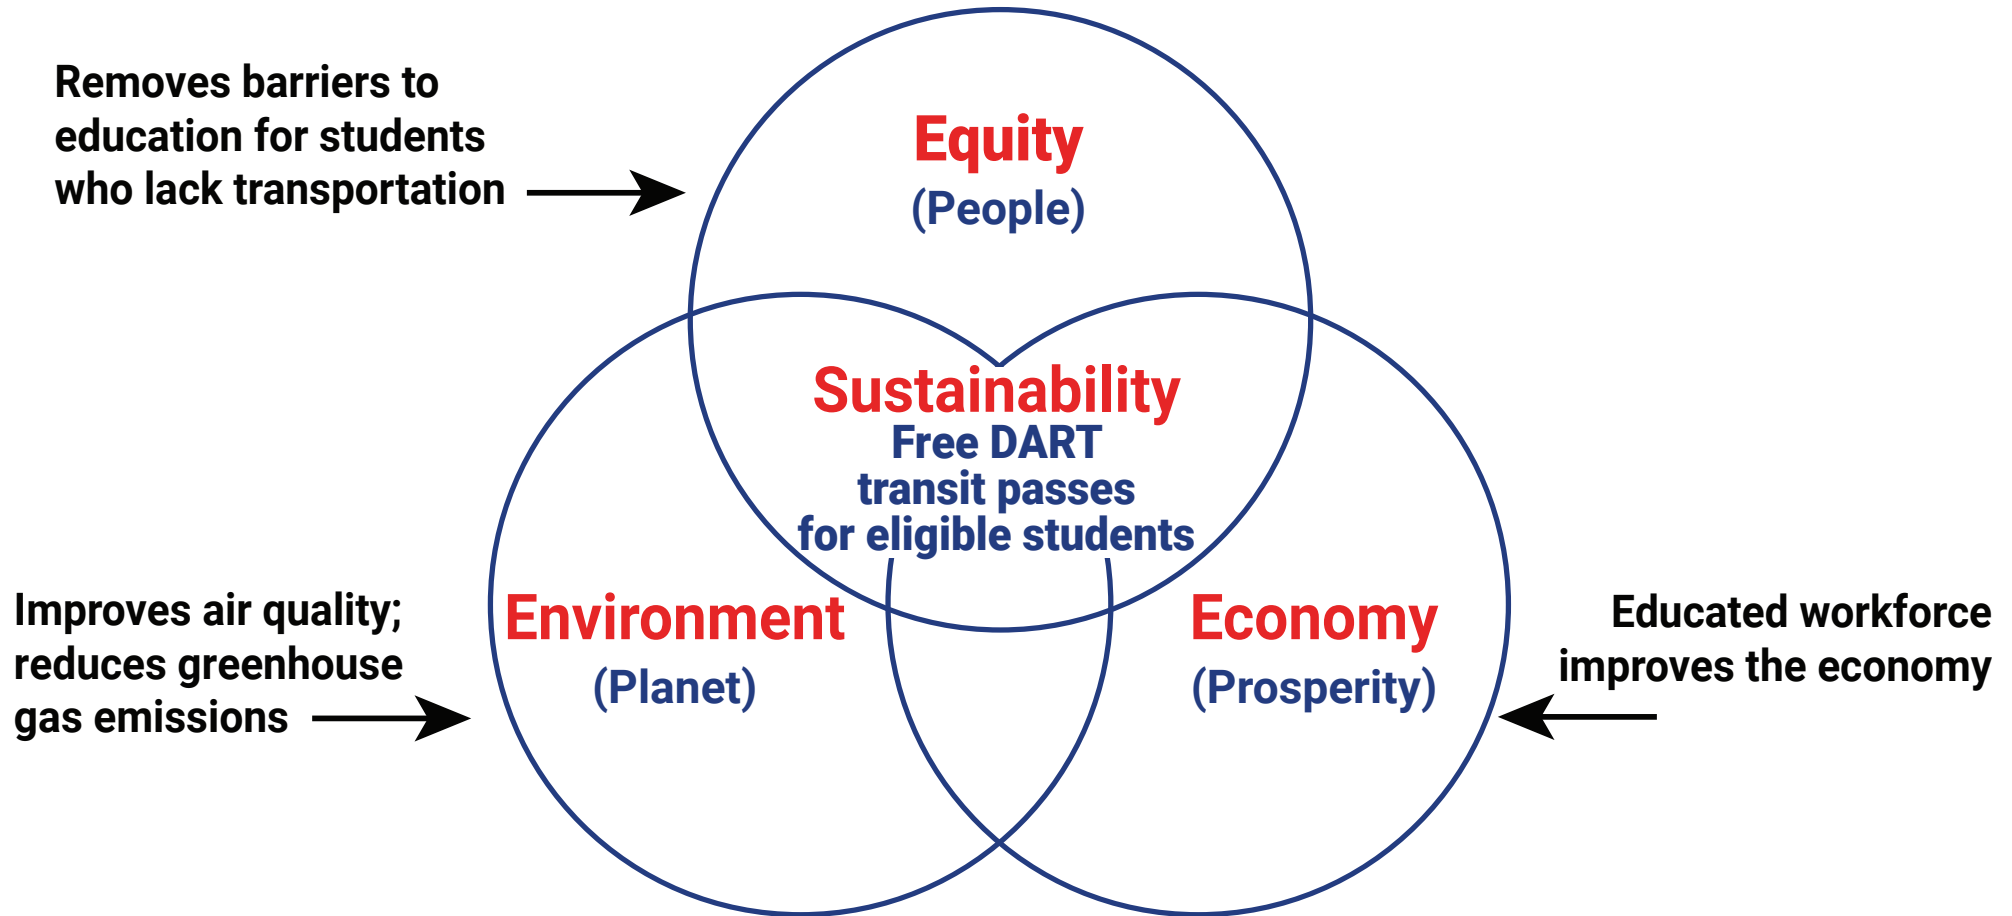 Removes barriers to
education for students
who lack transportation
Equity
(People)
Sustainability
Free DART
transit passes
for eligible students
Improves air quality;
reduces greenhouse
gas emissions
Environment
(Planet)
Economy
(Prosperity)
Educated workforce
improves the economy